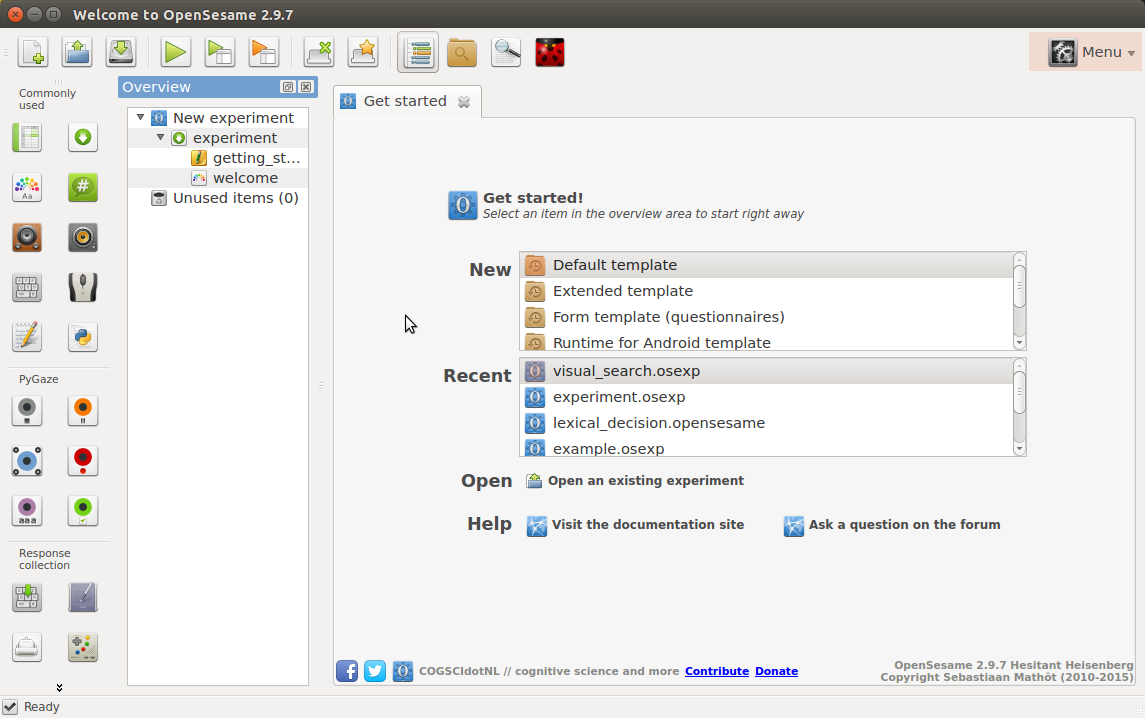 Welcome to OpenSesame 2.9.7
Menu
Commonly
used
Aa
#
PyGaze
aaa
Response
collection
Overview
New experiment
experiment
getting_st...
welcome
Unused items (0)
Get started
Get started!
Select an item in the overview area to start right away
New
Default template
Extended template
Form template (questionnaires)
Runtime for Android template
Recent
visual_search.osexp
experiment.osexp
lexical_decision.opensesame
example.osexp
Open
Open an existing experiment
Help
Visit the documentation site
Ask a question on the forum
COGSCIdotNL // cognitive science and more Contribute Donate
OpenSesame 2.9.7 Hesitant Heisenberg
Copyright Sebastiaan Mathôt (2010-2015)
Ready